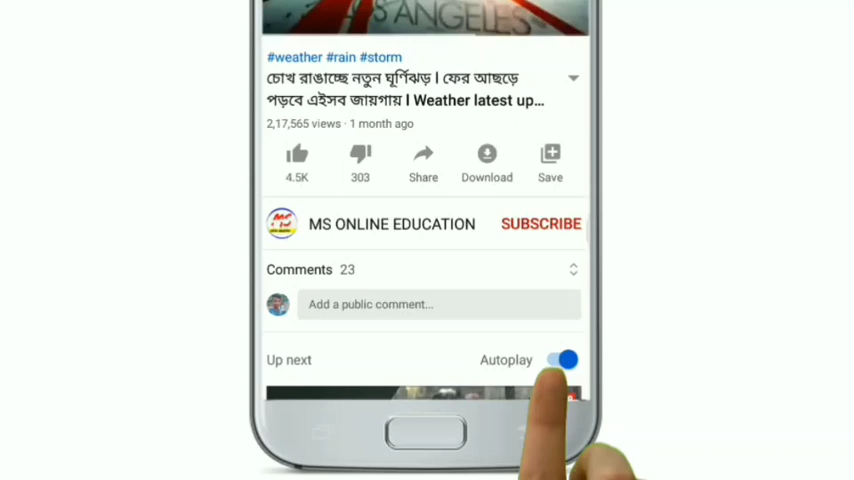 LOS ANGELES
#weather #rain #storm
চোখ রাঙাচ্ছে নতুন ঘূর্ণিঝড় l ফের আছড়ে
পড়বে এইসব জায়গায় l Weather latest up...
2,17,565 views · 1 month ago
4.5K 303 Share Download Save
MS ONLINE EDUCATION SUBSCRIBE
Comments 23
Add a public comment...
Up next Autoplay